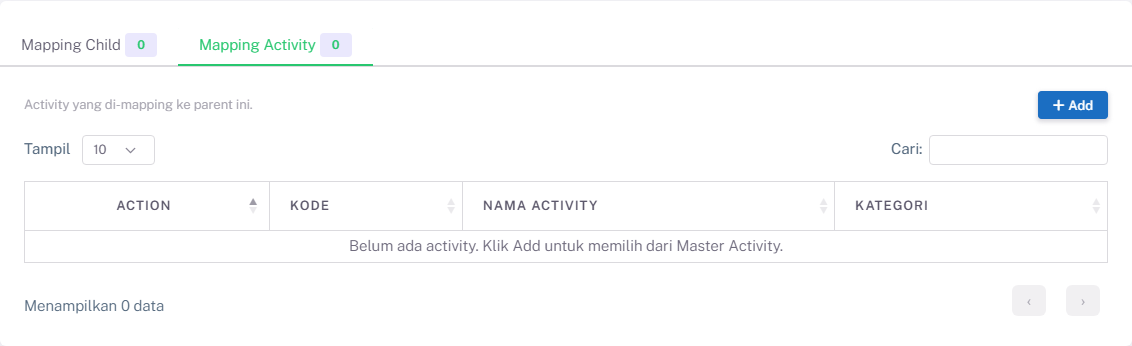 Mapping Child 0 Mapping Activity 0
Activity yang di-mapping ke parent ini. + Add
Tampil 10 Cari:
ACTION KODE NAMA ACTIVITY KATEGORI
Belum ada activity. Klik Add untuk memilih dari Master Activity.
Menampilkan 0 data ‹ ›